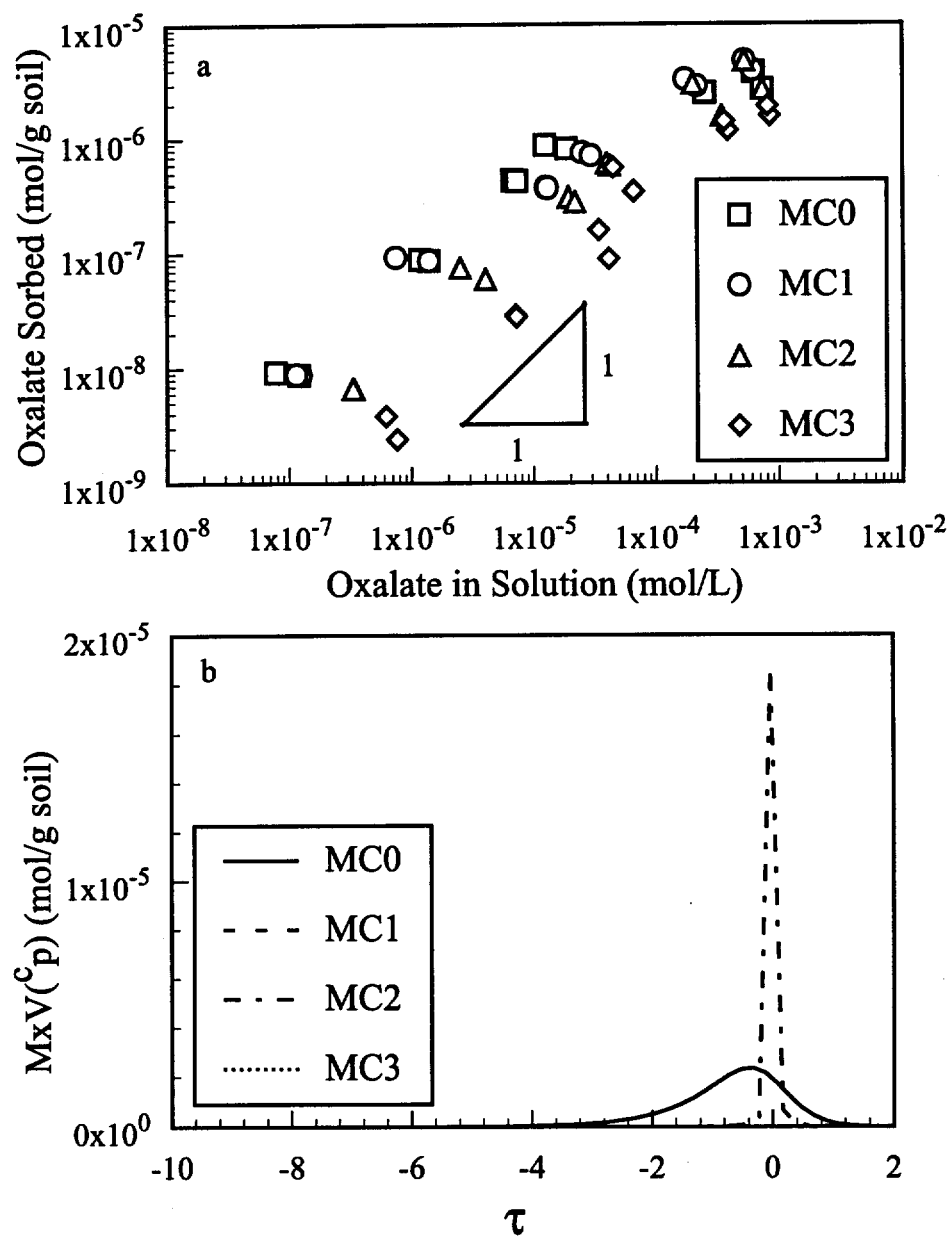 1x10⁻⁵
a
1x10⁻⁶
1x10⁻⁷
1x10⁻⁸
1x10⁻⁹
Oxalate Sorbed (mol/g soil)
MC0
MC1
MC2
MC3
1
1
1x10⁻⁸ 1x10⁻⁷ 1x10⁻⁶ 1x10⁻⁵ 1x10⁻⁴ 1x10⁻³ 1x10⁻²
Oxalate in Solution (mol/L)
2x10⁻⁵
b
1x10⁻⁵
0x10⁰
MxV(ᶜp) (mol/g soil)
MC0
MC1
MC2
MC3
-10 -8 -6 -4 -2 0 2
τ